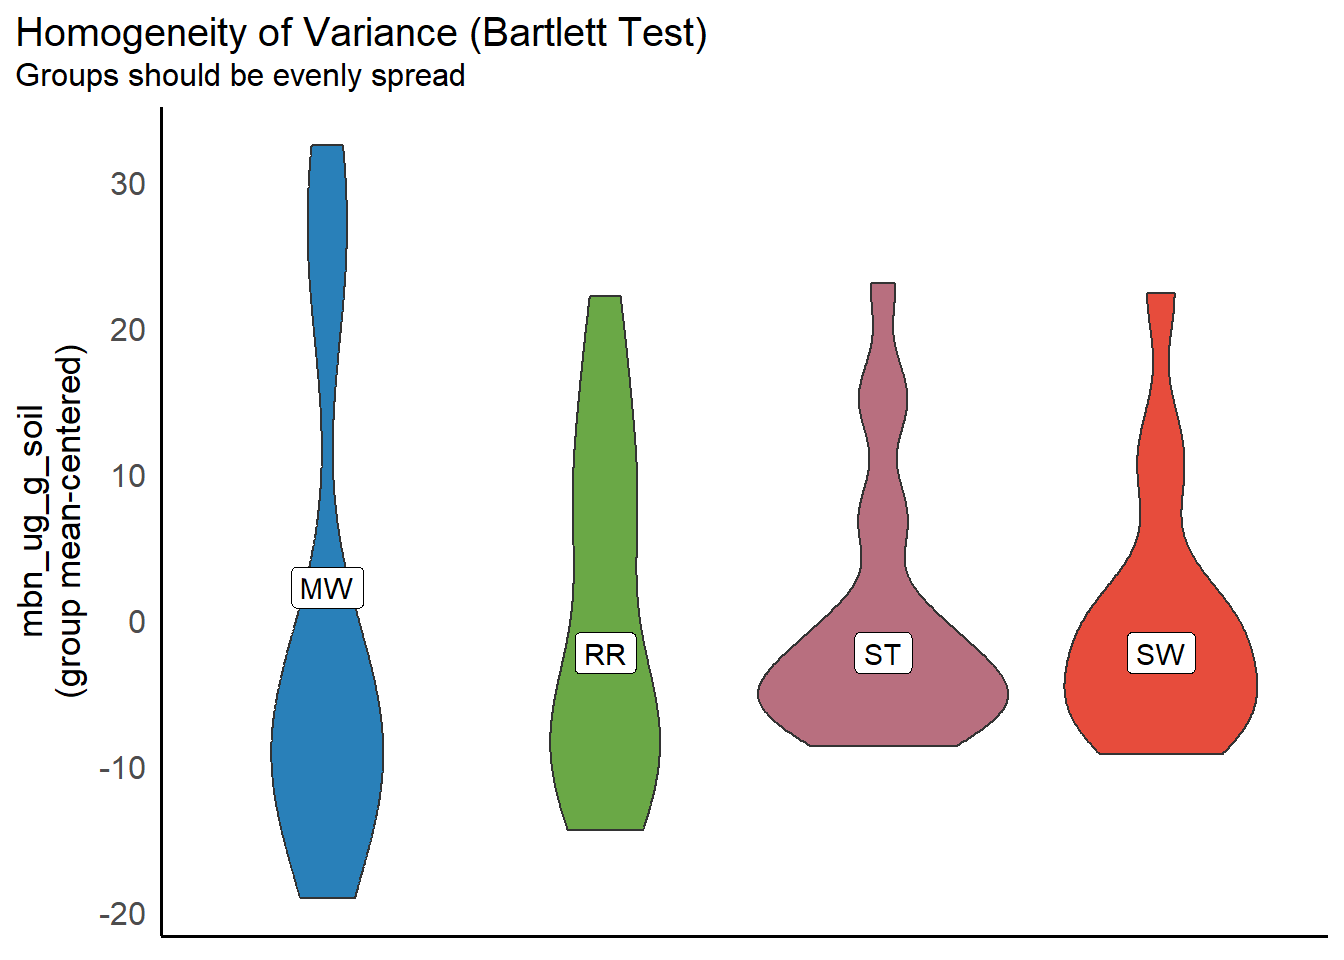 Homogeneity of Variance (Bartlett Test)
Groups should be evenly spread
mbn_ug_g_soil
(group mean-centered)
30
20
10
0
-10
-20
MW
RR
ST
SW